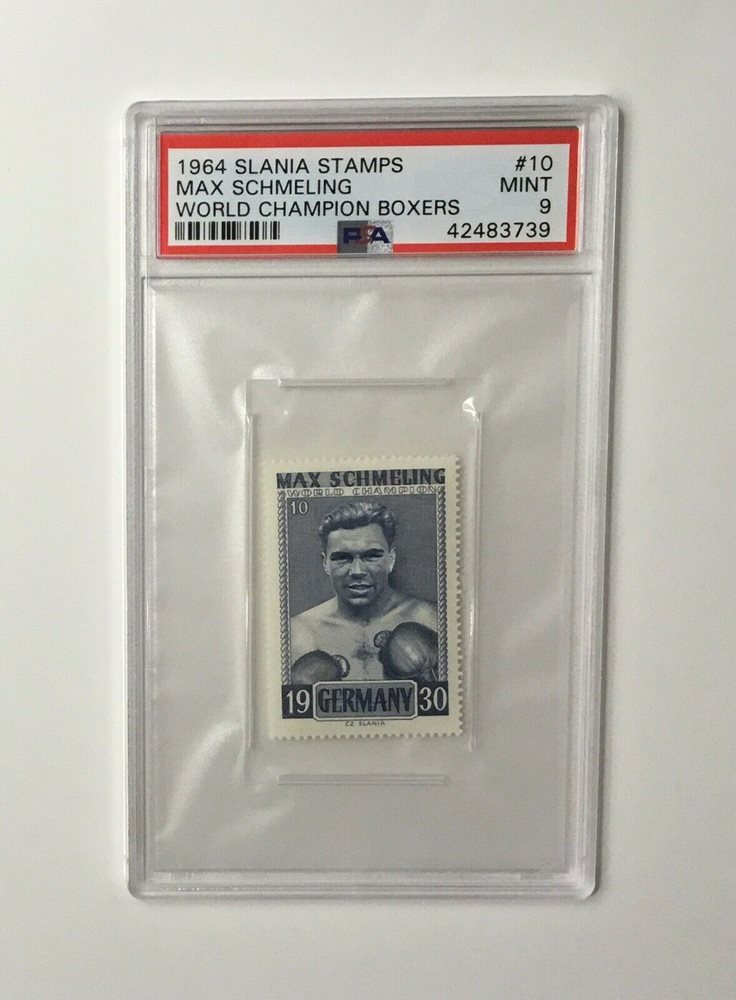 1964 SLANIA STAMPS #10
MAX SCHMELING MINT
WORLD CHAMPION BOXERS 9
PSA 42483739
MAX SCHMELING
WORLD CHAMPION
10
19 GERMANY 30
CZ. SLANIA